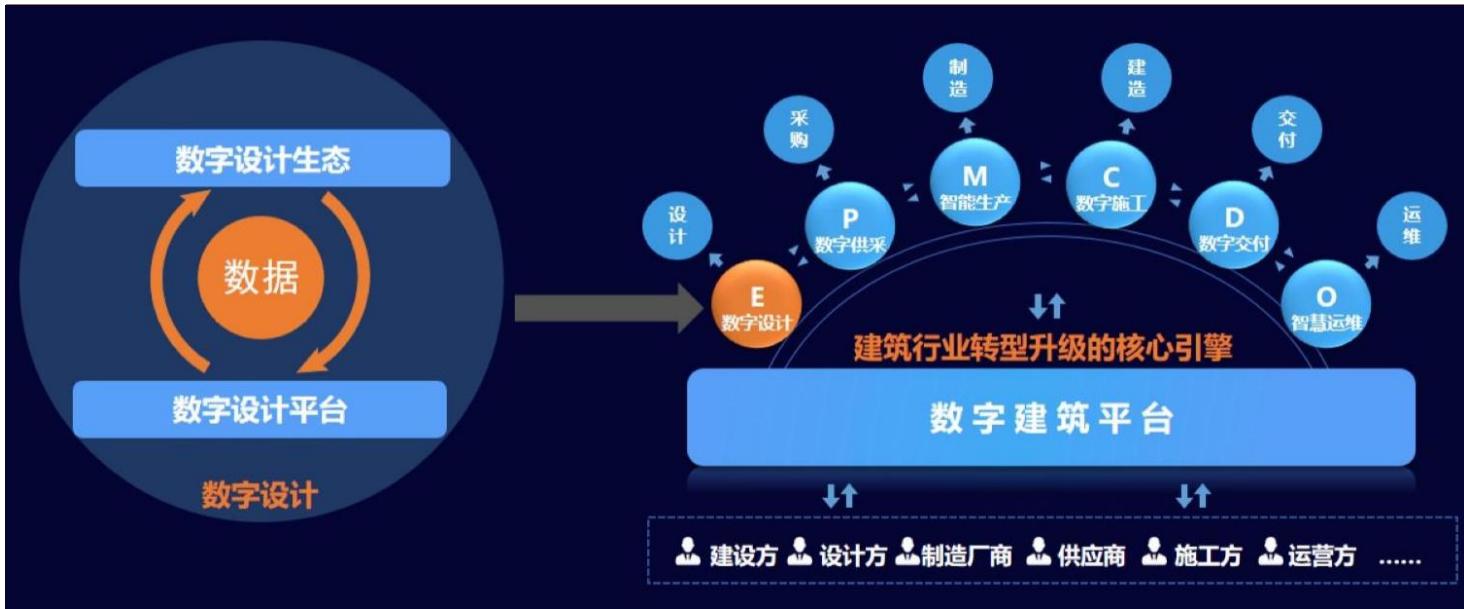 数字设计生态
数据
数字设计平台
数字设计
设计
采购
制造
建造
交付
运维
E
数字设计
P
数字供采
M
智能生产
C
数字施工
D
数字交付
O
智慧运维
建筑行业转型升级的核心引擎
数字建筑平台
建设方 设计方 制造厂商 供应商 施工方 运营方 ......